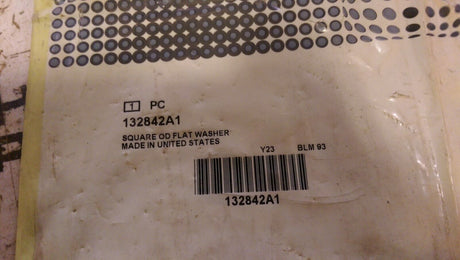 1 PC
132842A1
SQUARE OD FLAT WASHER
MADE IN UNITED STATES
Y23 BLM 93
132842A1